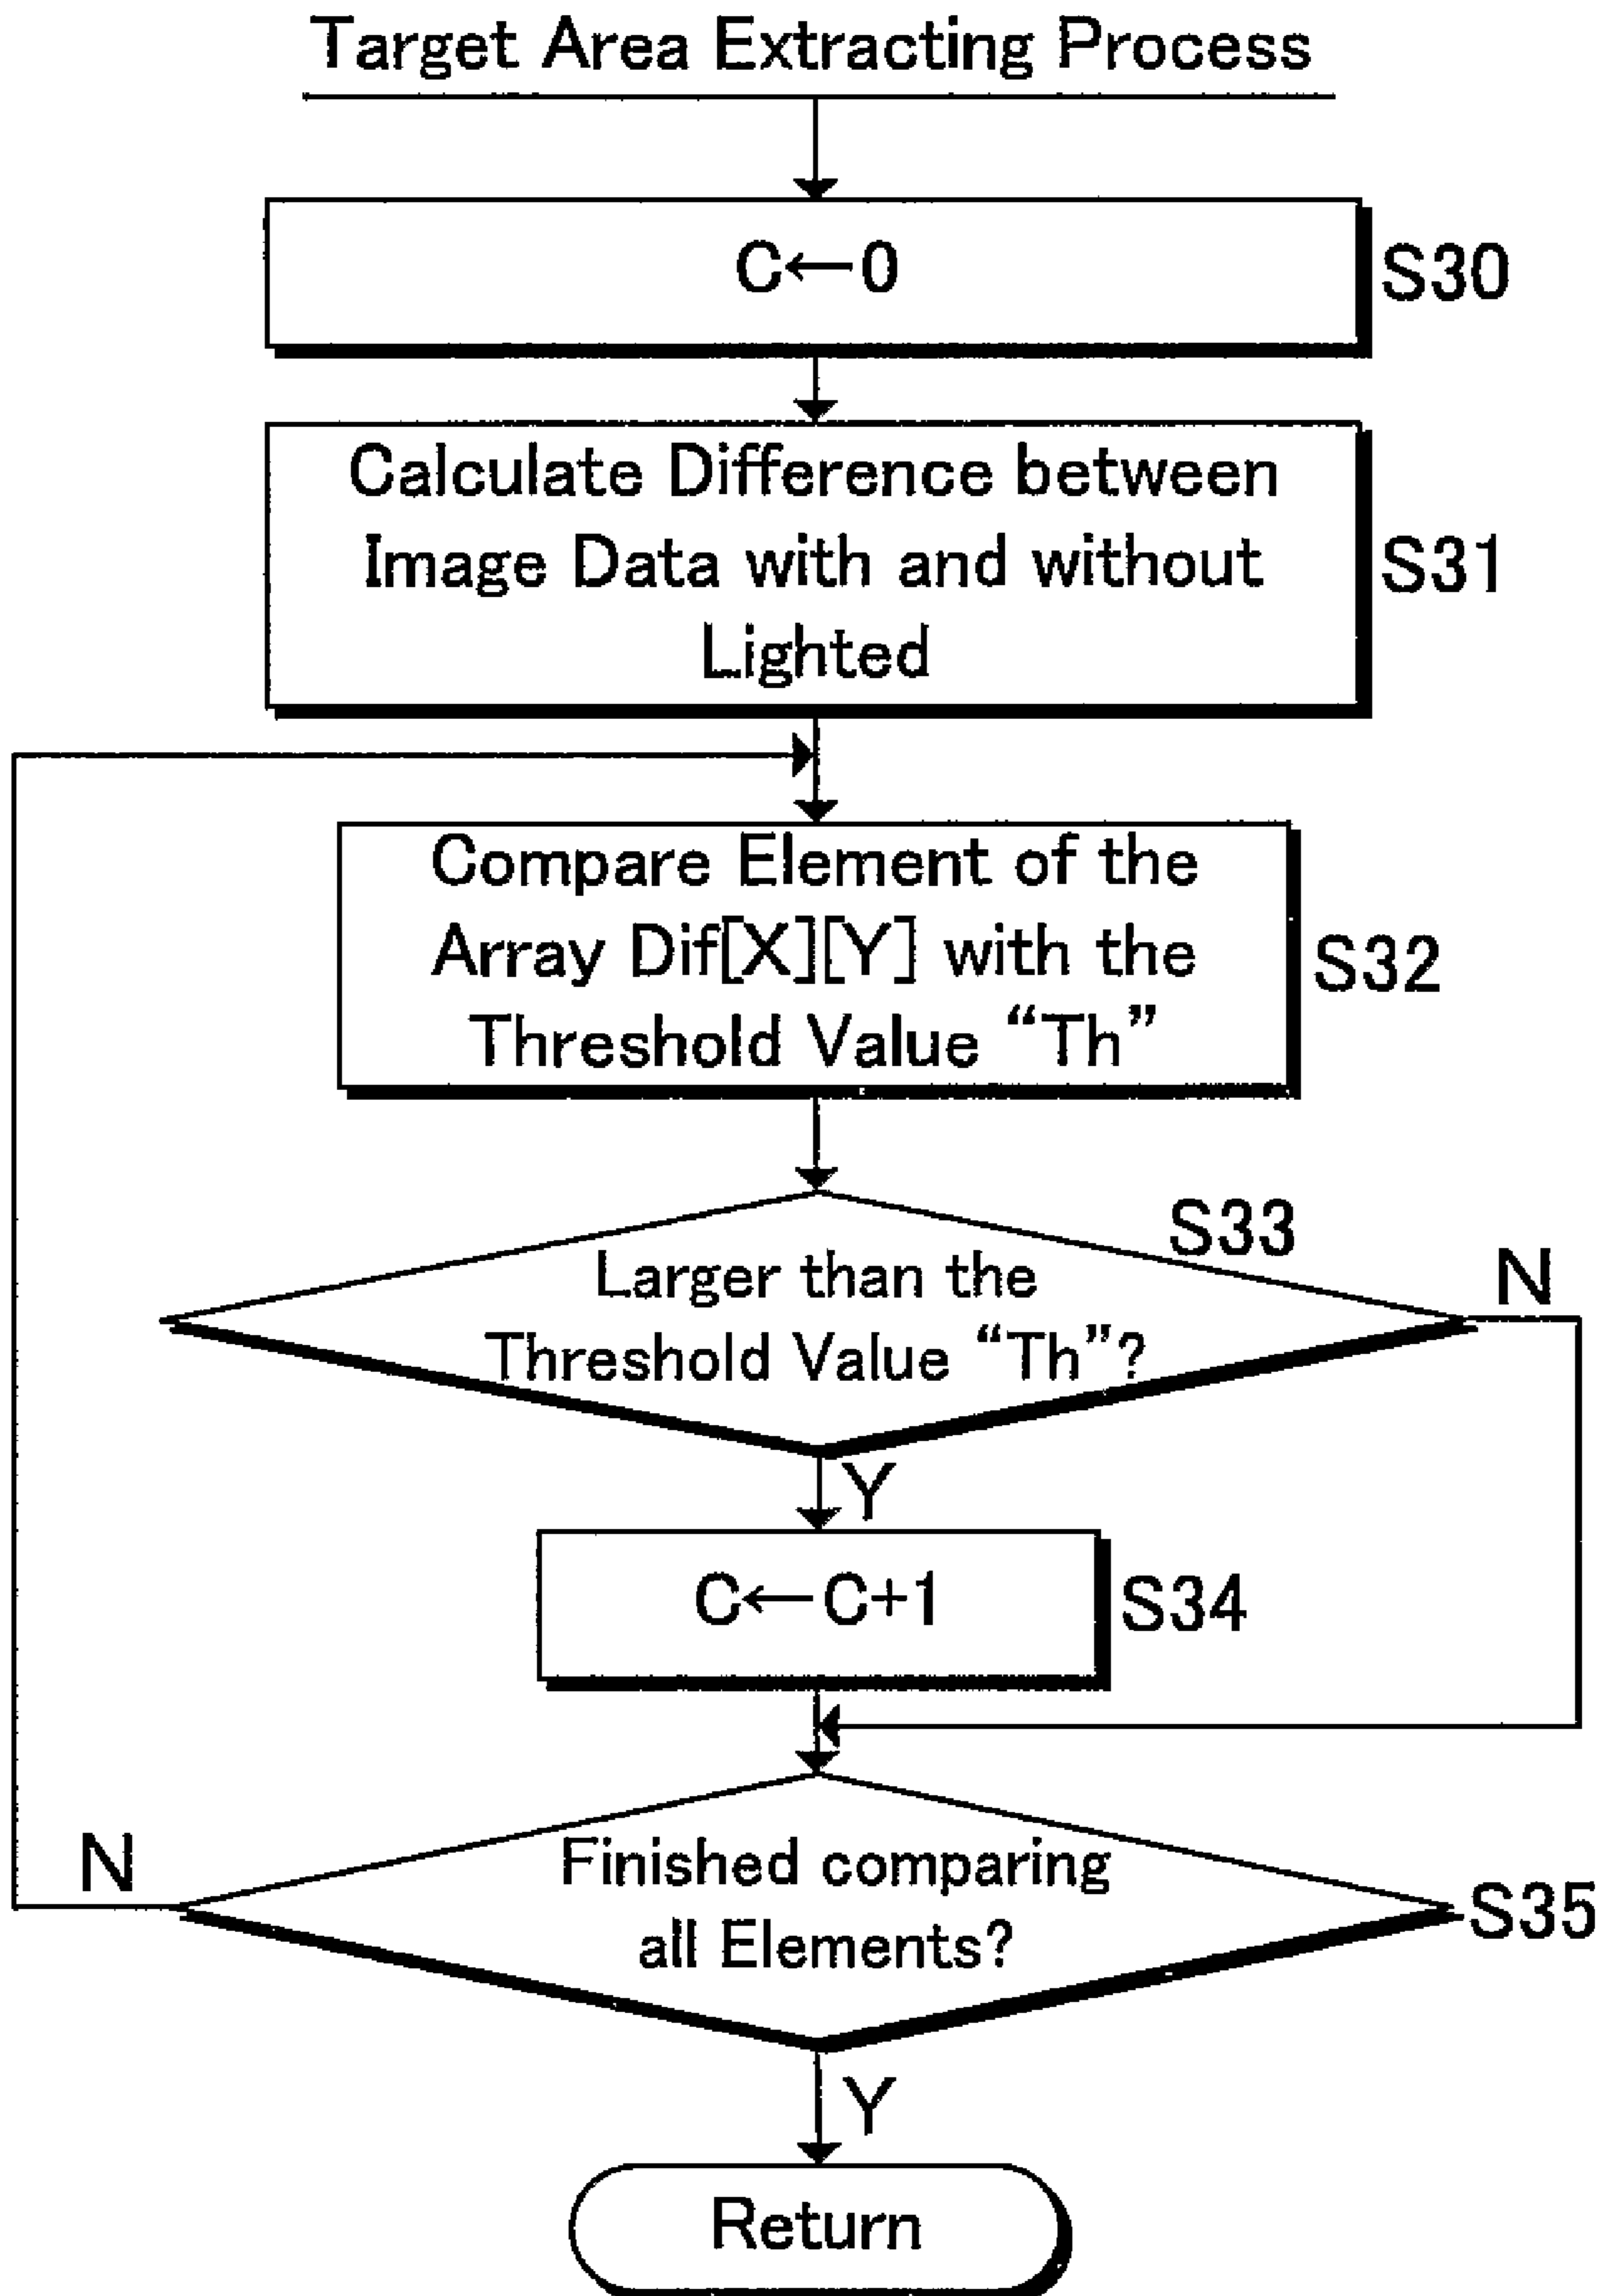 Target Area Extracting Process
C←0
S30
Calculate Difference between
Image Data with and without
Lighted
S31
Compare Element of the
Array Dif[X][Y] with the
Threshold Value “Th”
S32
S33
Larger than the
Threshold Value “Th”?
N
Y
C←C+1
S34
N
Finished comparing
all Elements?
S35
Y
Return